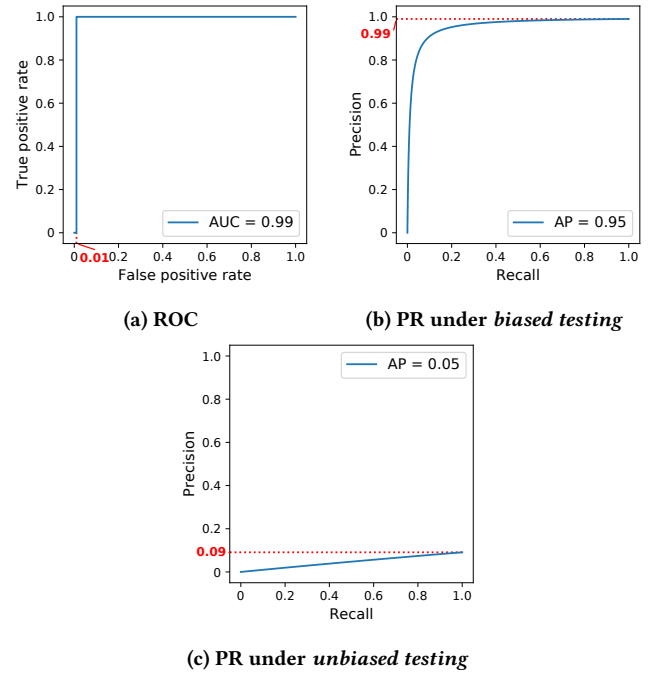 1.0
0.8
0.6
0.4
0.2
0
True positive rate
AUC = 0.99
0 0.2 0.4 0.6 0.8 1.0
0.01
False positive rate
(a) ROC
1.0
0.99
0.8
0.6
0.4
0.2
0
Precision
AP = 0.95
0 0.2 0.4 0.6 0.8 1.0
Recall
(b) PR under biased testing
1.0
0.8
0.6
0.4
0.2
0.09
0
Precision
AP = 0.05
0 0.2 0.4 0.6 0.8 1.0
Recall
(c) PR under unbiased testing